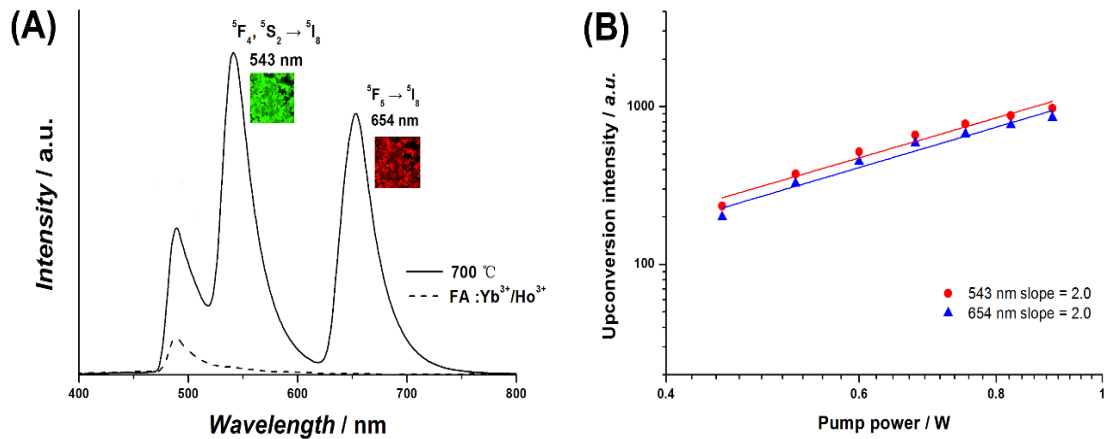 (A)
⁵F₄, ⁵S₂ → ⁵I₈
543 nm
⁵F₅ → ⁵I₈
654 nm
Intensity / a.u.
700 ℃
FA :Yb³⁺/Ho³⁺
400 500 600 700 800
Wavelength / nm
(B)
Upconversion intensity / a.u.
1000
100
543 nm slope = 2.0
654 nm slope = 2.0
0.4 0.6 0.8 1
Pump power / W